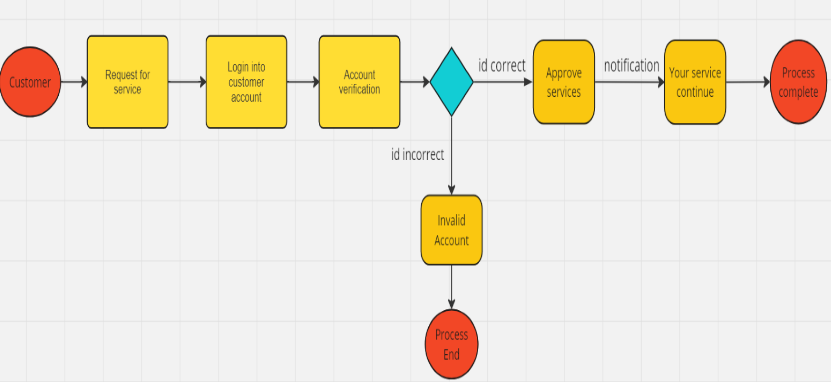 Customer
Request for
service
Login into
customer
account
Account
verification
id correct
Approve
services
notification
Your service
continue
Process
complete
id incorrect
Invalid
Account
Process
End